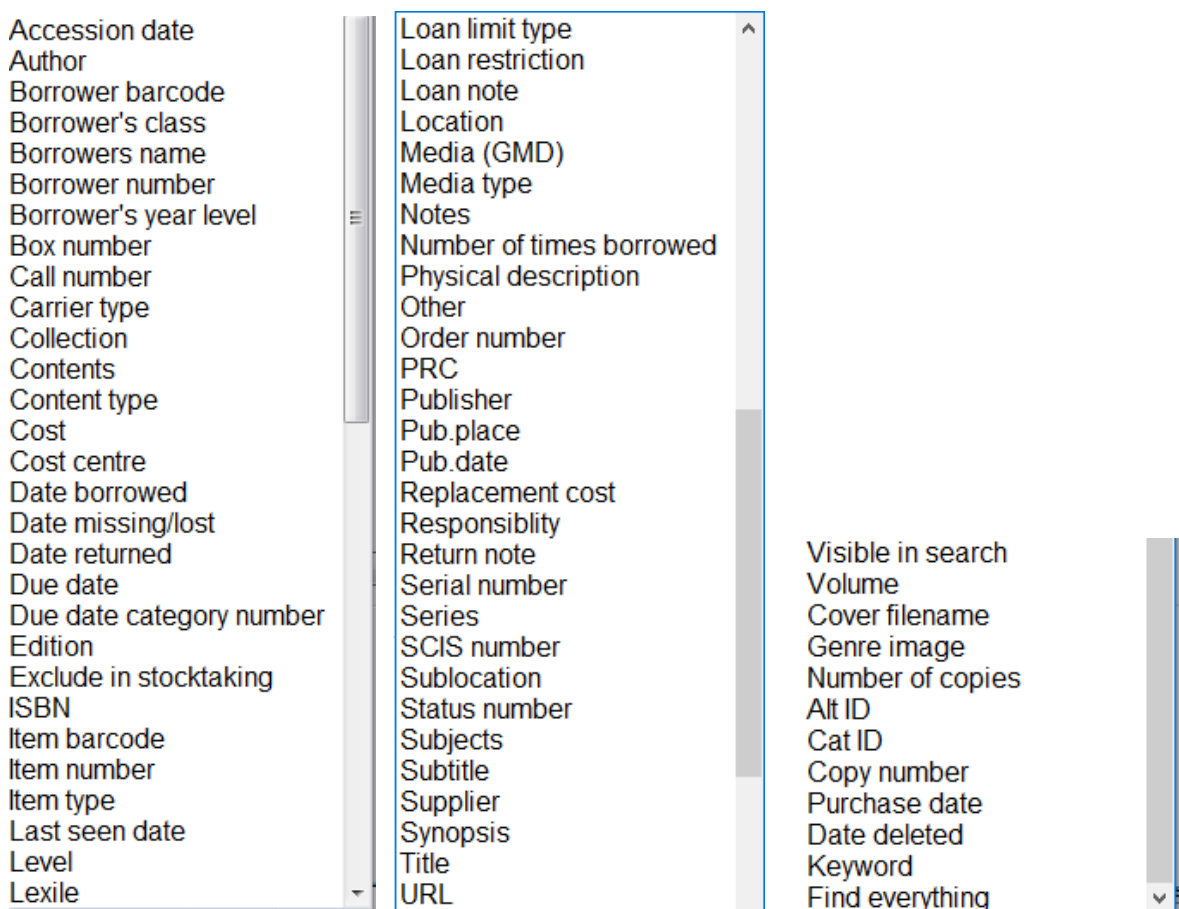 Accession date
Author
Borrower barcode
Borrower's class
Borrowers name
Borrower number
Borrower's year level
Box number
Call number
Carrier type
Collection
Contents
Content type
Cost
Cost centre
Date borrowed
Date missing/lost
Date returned
Due date
Due date category number
Edition
Exclude in stocktaking
ISBN
Item barcode
Item number
Item type
Last seen date
Level
Lexile
Loan limit type
Loan restriction
Loan note
Location
Media (GMD)
Media type
Notes
Number of times borrowed
Physical description
Other
Order number
PRC
Publisher
Pub.place
Pub.date
Replacement cost
Responsiblity
Return note
Serial number
Series
SCIS number
Sublocation
Status number
Subjects
Subtitle
Supplier
Synopsis
Title
URL
Visible in search
Volume
Cover filename
Genre image
Number of copies
Alt ID
Cat ID
Copy number
Purchase date
Date deleted
Keyword
Find everything